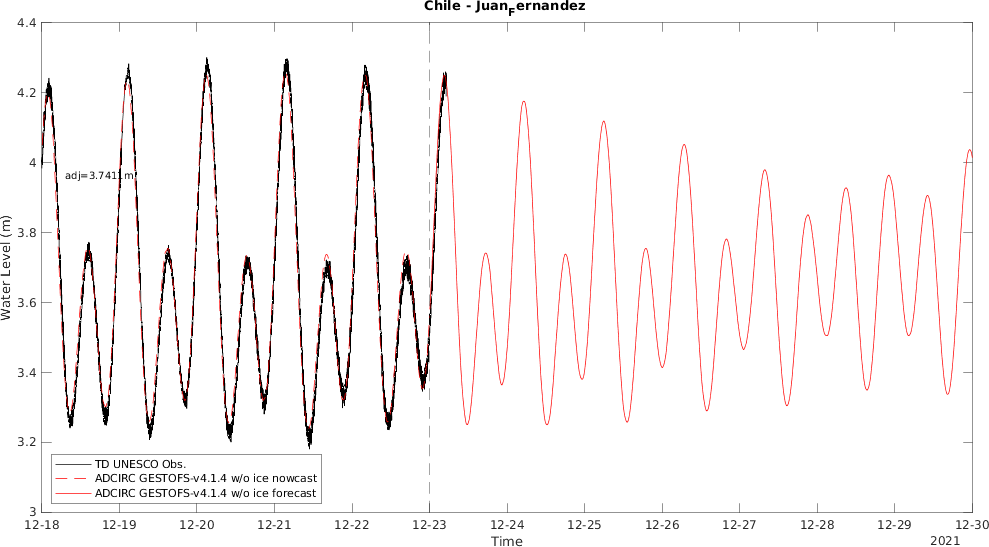 Chile - JuanFernandez
4.4
4.2
4
3.8
3.6
3.4
3.2
3
Water Level (m)
adj=3.7411m
TD UNESCO Obs.
ADCIRC GESTOFS-v4.1.4 w/o ice nowcast
ADCIRC GESTOFS-v4.1.4 w/o ice forecast
12-18 12-19 12-20 12-21 12-22 12-23 12-24 12-25 12-26 12-27 12-28 12-29 12-30
Time
2021